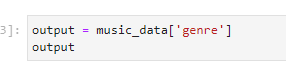 3]: output = music_data['genre']
output